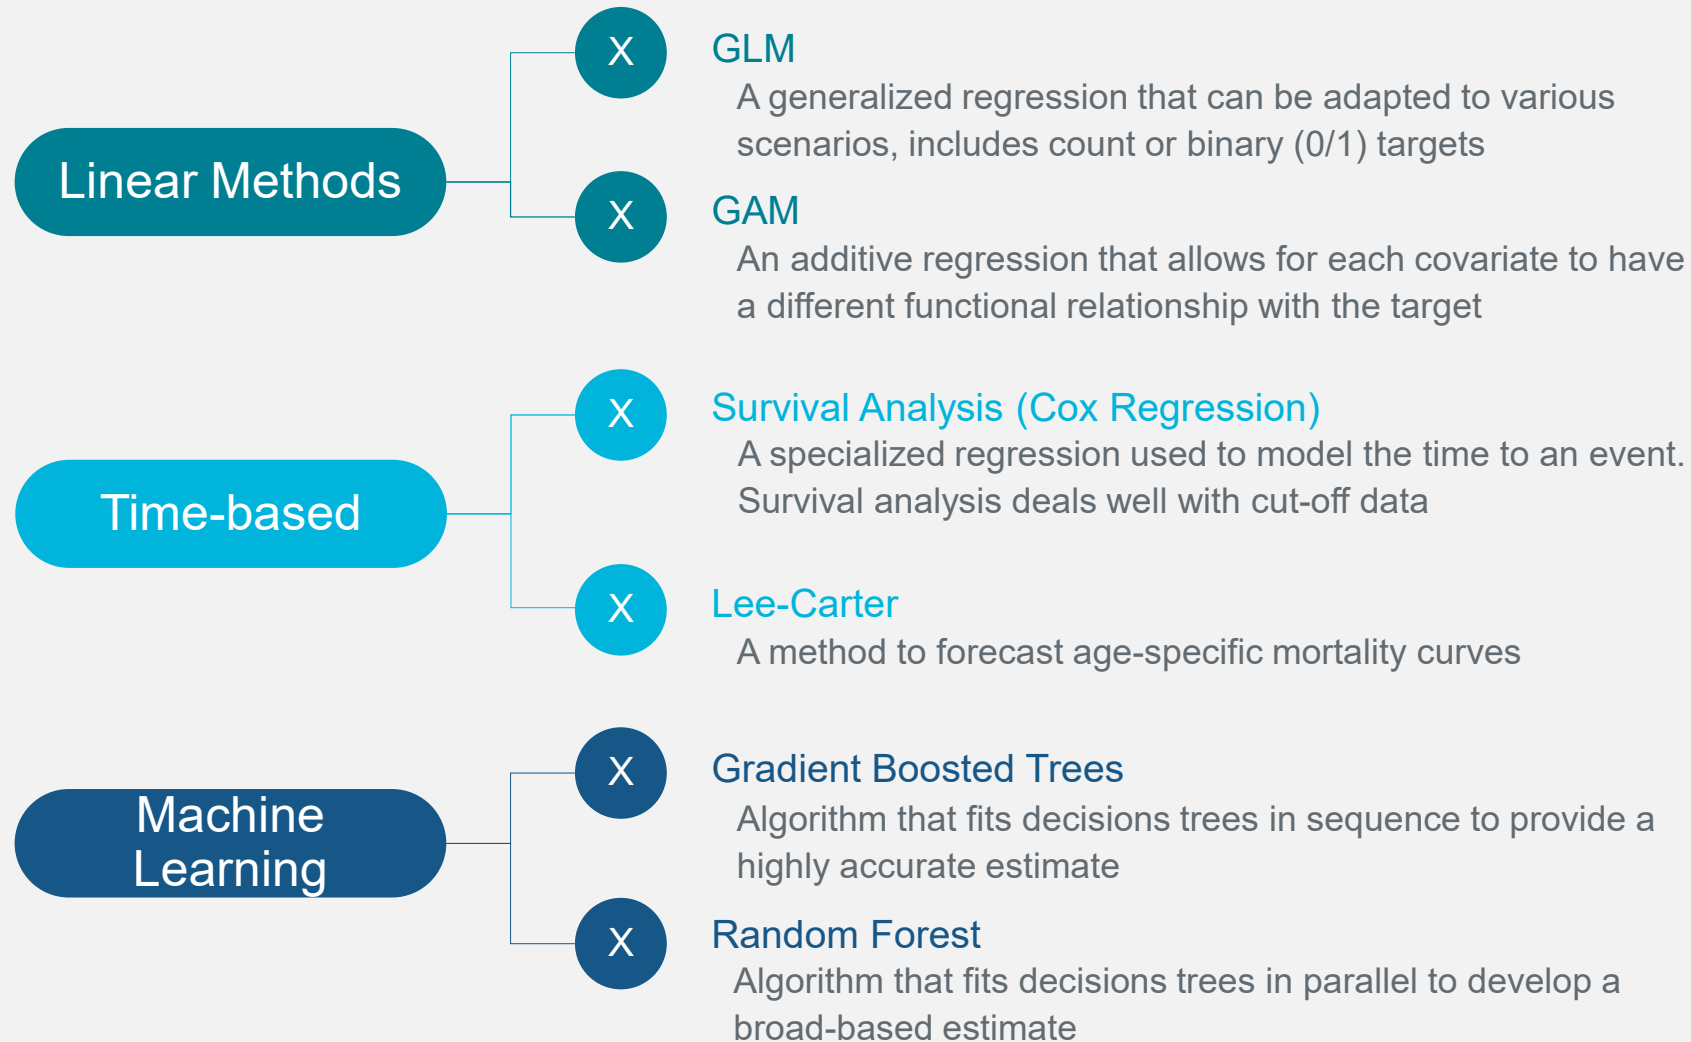 Linear Methods
X
GLM
A generalized regression that can be adapted to various
scenarios, includes count or binary (0/1) targets
X
GAM
An additive regression that allows for each covariate to have
a different functional relationship with the target
Time-based
X
Survival Analysis (Cox Regression)
A specialized regression used to model the time to an event.
Survival analysis deals well with cut-off data
X
Lee-Carter
A method to forecast age-specific mortality curves
Machine
Learning
X
Gradient Boosted Trees
Algorithm that fits decisions trees in sequence to provide a
highly accurate estimate
X
Random Forest
Algorithm that fits decisions trees in parallel to develop a
broad-based estimate